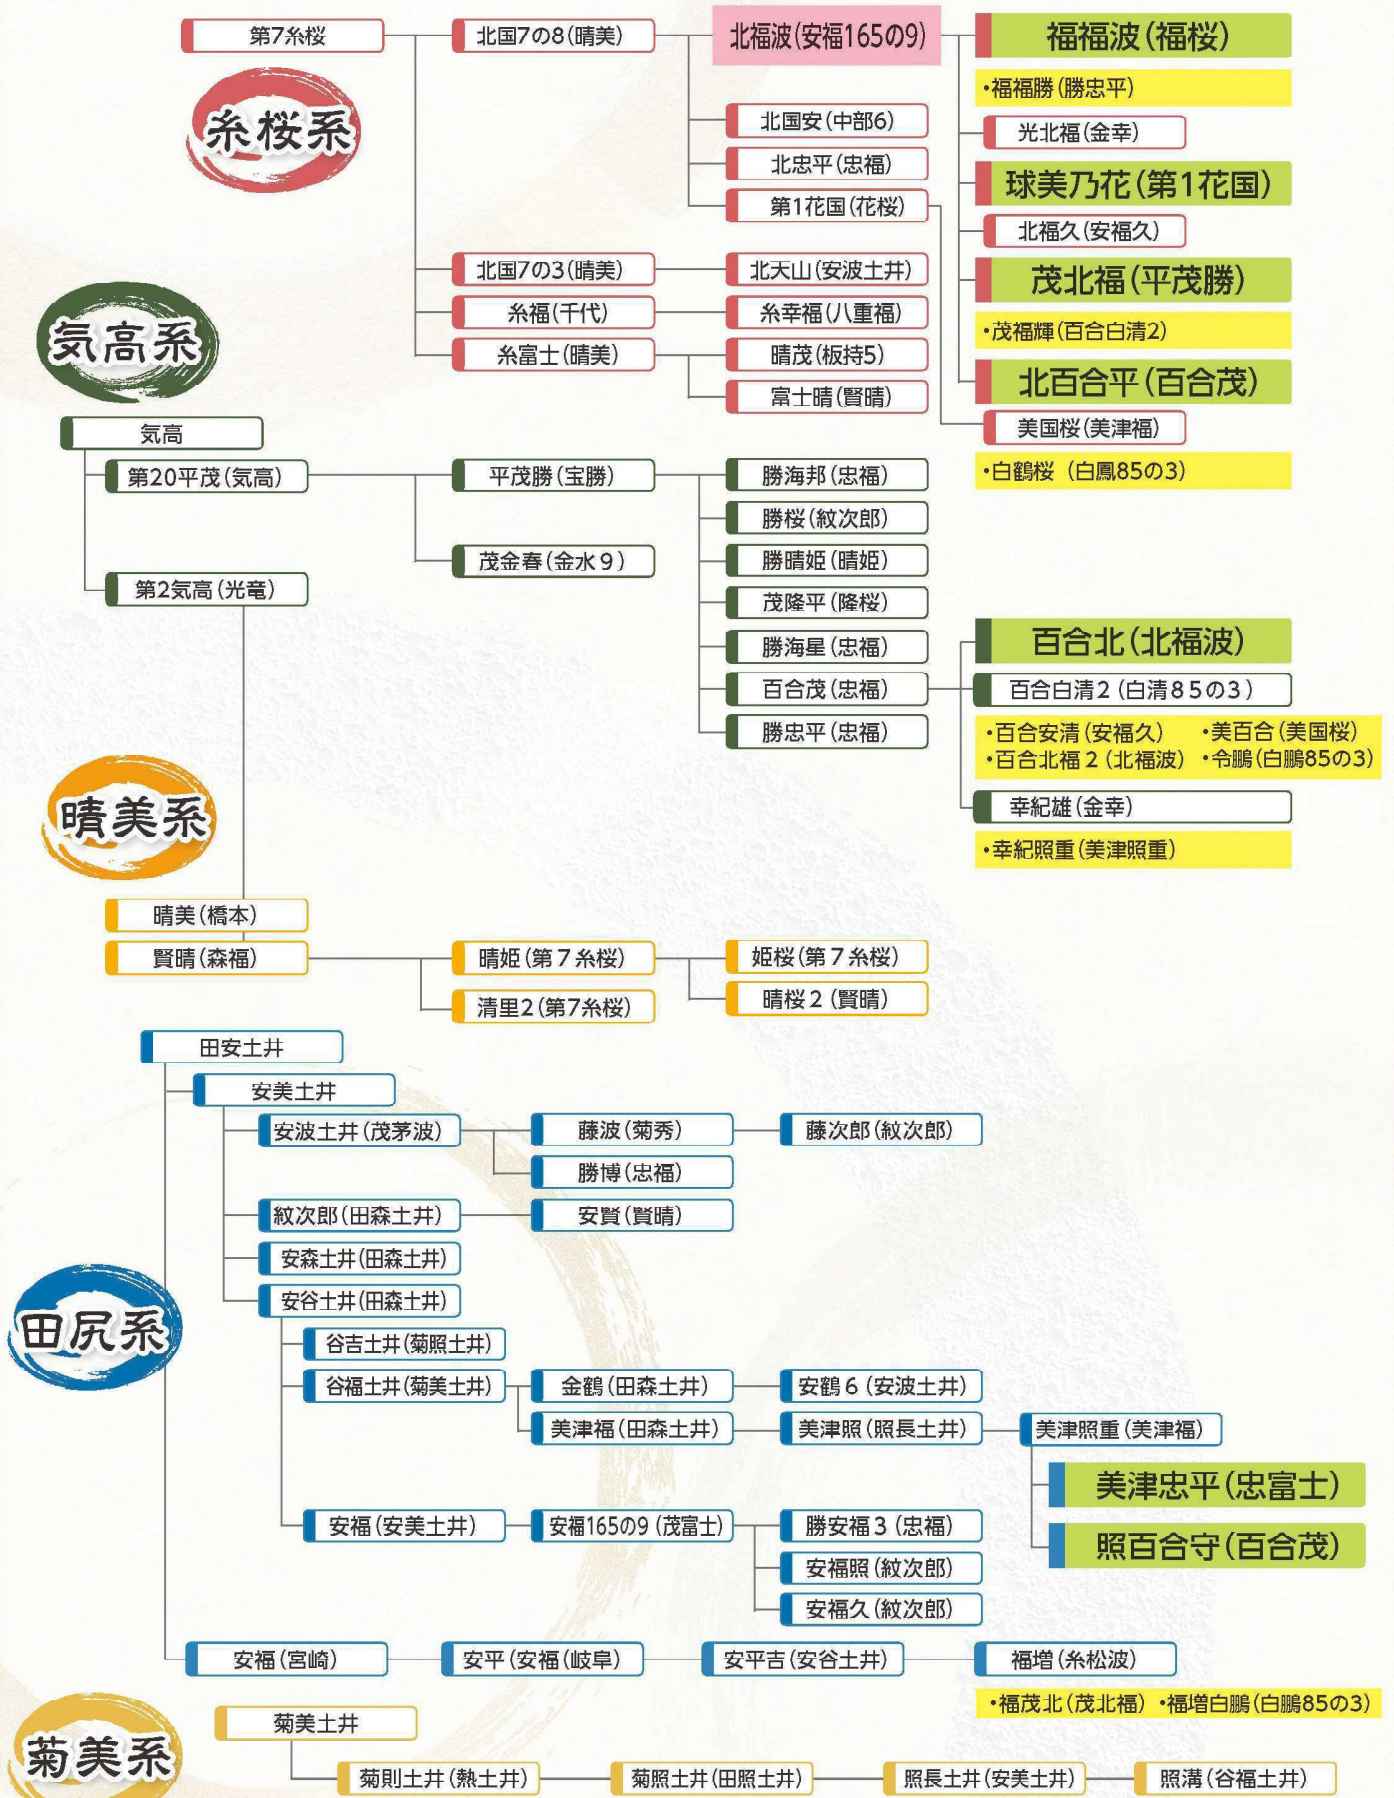 糸桜系
第7糸桜
北国7の8(晴美)
北福波(安福165の9)
福福波(福桜)
・福福勝(勝忠平)
光北福(金幸)
球美乃花(第1花国)
北福久(安福久)
茂北福(平茂勝)
・茂福輝(百合白清2)
北百合平(百合茂)
北国安(中部6)
北忠平(忠福)
第1花国(花桜)
美国桜(美津福)
・白鶴桜 (白鳳85の3)
北国7の3(晴美)
北天山(安波土井)
糸福(千代)
糸幸福(八重福)
糸富士(晴美)
晴茂(板持5)
富士晴(賢晴)
気高系
気高
第20平茂(気高)
平茂勝(宝勝)
勝海邦(忠福)
勝桜(紋次郎)
勝晴姫(晴姫)
茂隆平(隆桜)
勝海星(忠福)
百合茂(忠福)
百合北(北福波)
百合白清2(白清85の3)
・百合安清(安福久) ・美百合(美国桜)
・百合北福2(北福波) ・令鵬(白鵬85の3)
幸紀雄(金幸)
・幸紀照重(美津照重)
勝忠平(忠福)
茂金春(金水9)
第2気高(光竜)
晴美系
晴美(橋本)
賢晴(森福)
晴姫(第7糸桜)
姫桜(第7糸桜)
晴桜2(賢晴)
清里2(第7糸桜)
田尻系
田安土井
安美土井
安波土井(茂茅波)
藤波(菊秀)
藤次郎(紋次郎)
勝博(忠福)
紋次郎(田森土井)
安賢(賢晴)
安森土井(田森土井)
安谷土井(田森土井)
谷吉土井(菊照土井)
谷福土井(菊美土井)
金鶴(田森土井)
安鶴6(安波土井)
美津福(田森土井)
美津照(照長土井)
美津照重(美津福)
美津忠平(忠富士)
照百合守(百合茂)
安福(安美土井)
安福165の9(茂富士)
勝安福3(忠福)
安福照(紋次郎)
安福久(紋次郎)
安福(宮崎)
安平(安福(岐阜)
安平吉(安谷土井)
福増(糸松波)
・福茂北(茂北福) ・福増白鵬(白鵬85の3)
菊美系
菊美土井
菊則土井(熱土井)
菊照土井(田照土井)
照長土井(安美土井)
照溝(谷福土井)